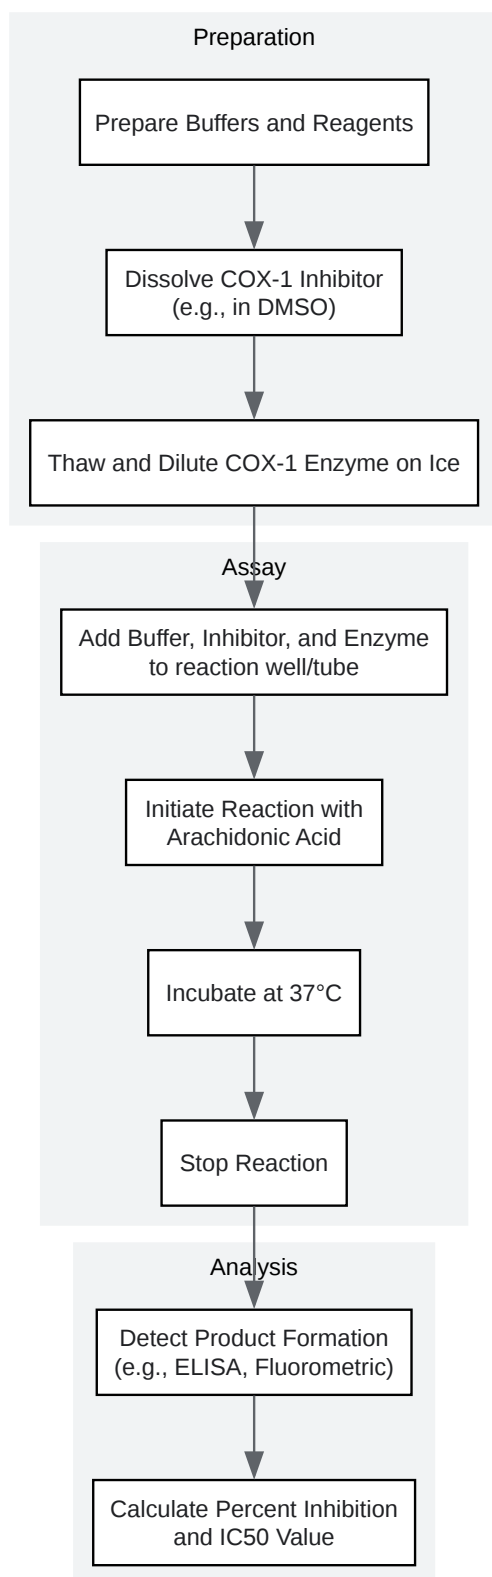 Preparation
Prepare Buffers and Reagents
Dissolve COX-1 Inhibitor
(e.g., in DMSO)
Thaw and Dilute COX-1 Enzyme on Ice
Assay
Add Buffer, Inhibitor, and Enzyme
to reaction well/tube
Initiate Reaction with
Arachidonic Acid
Incubate at 37°C
Stop Reaction
Analysis
Detect Product Formation
(e.g., ELISA, Fluorometric)
Calculate Percent Inhibition
and IC50 Value